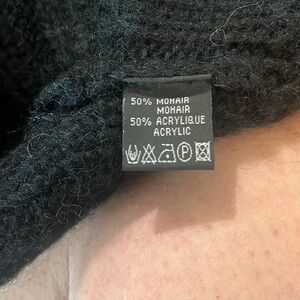 50% MOHAIR
MOHAIR
50% ACRYLIQUE
ACRYLIC
P